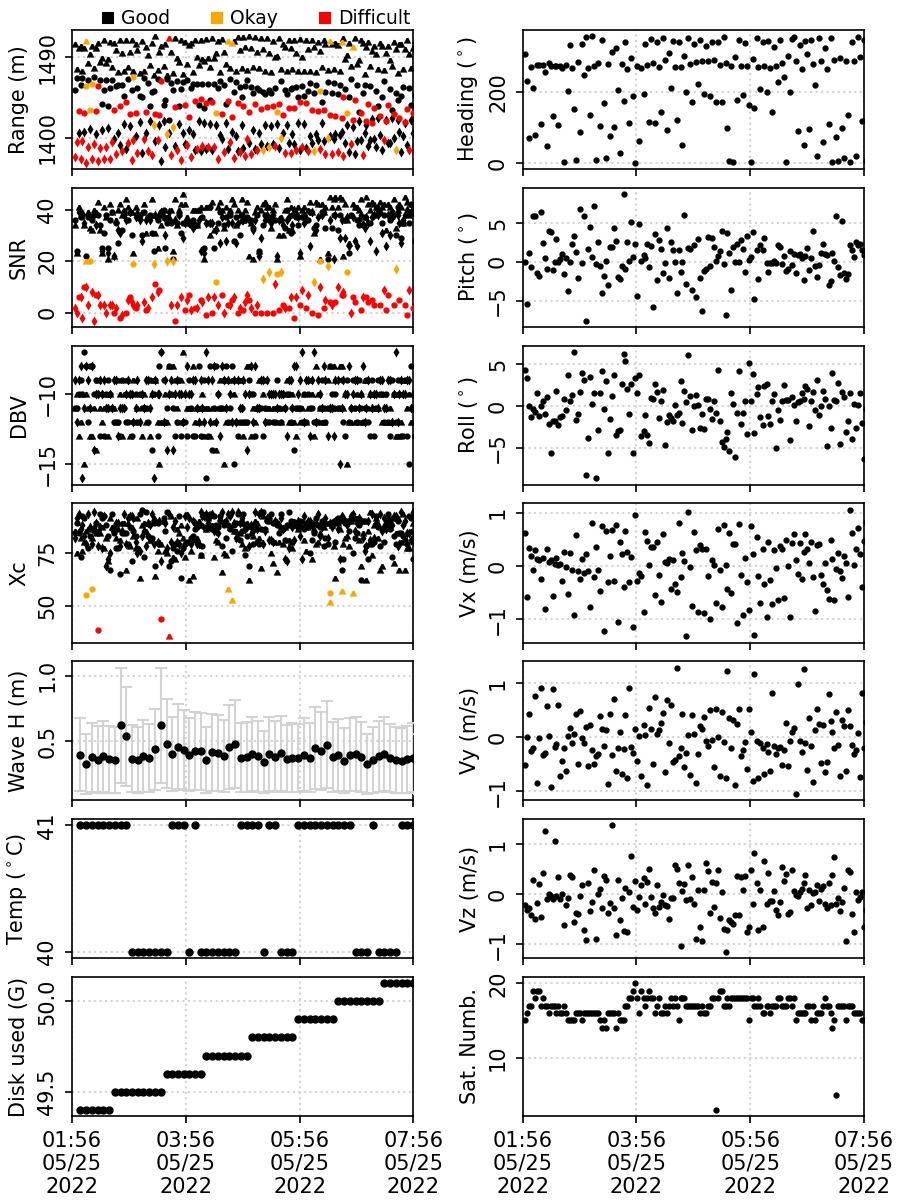 Good Okay Difficult
Range (m)
1490
1400
Heading (°)
200
0
SNR
40
20
0
Pitch (°)
5
0
−5
DBV
−10
−15
Roll (°)
5
0
−5
Xc
75
50
Vx (m/s)
1
0
−1
Wave H (m)
1.0
0.5
Vy (m/s)
1
0
−1
Temp (°C)
41
40
Vz (m/s)
1
0
−1
Disk used (G)
50.0
49.5
Sat. Numb.
20
10
01:56 03:56 05:56 07:56 01:56 03:56 05:56 07:56
05/25 05/25 05/25 05/25 05/25 05/25 05/25 05/25
2022 2022 2022 2022 2022 2022 2022 2022